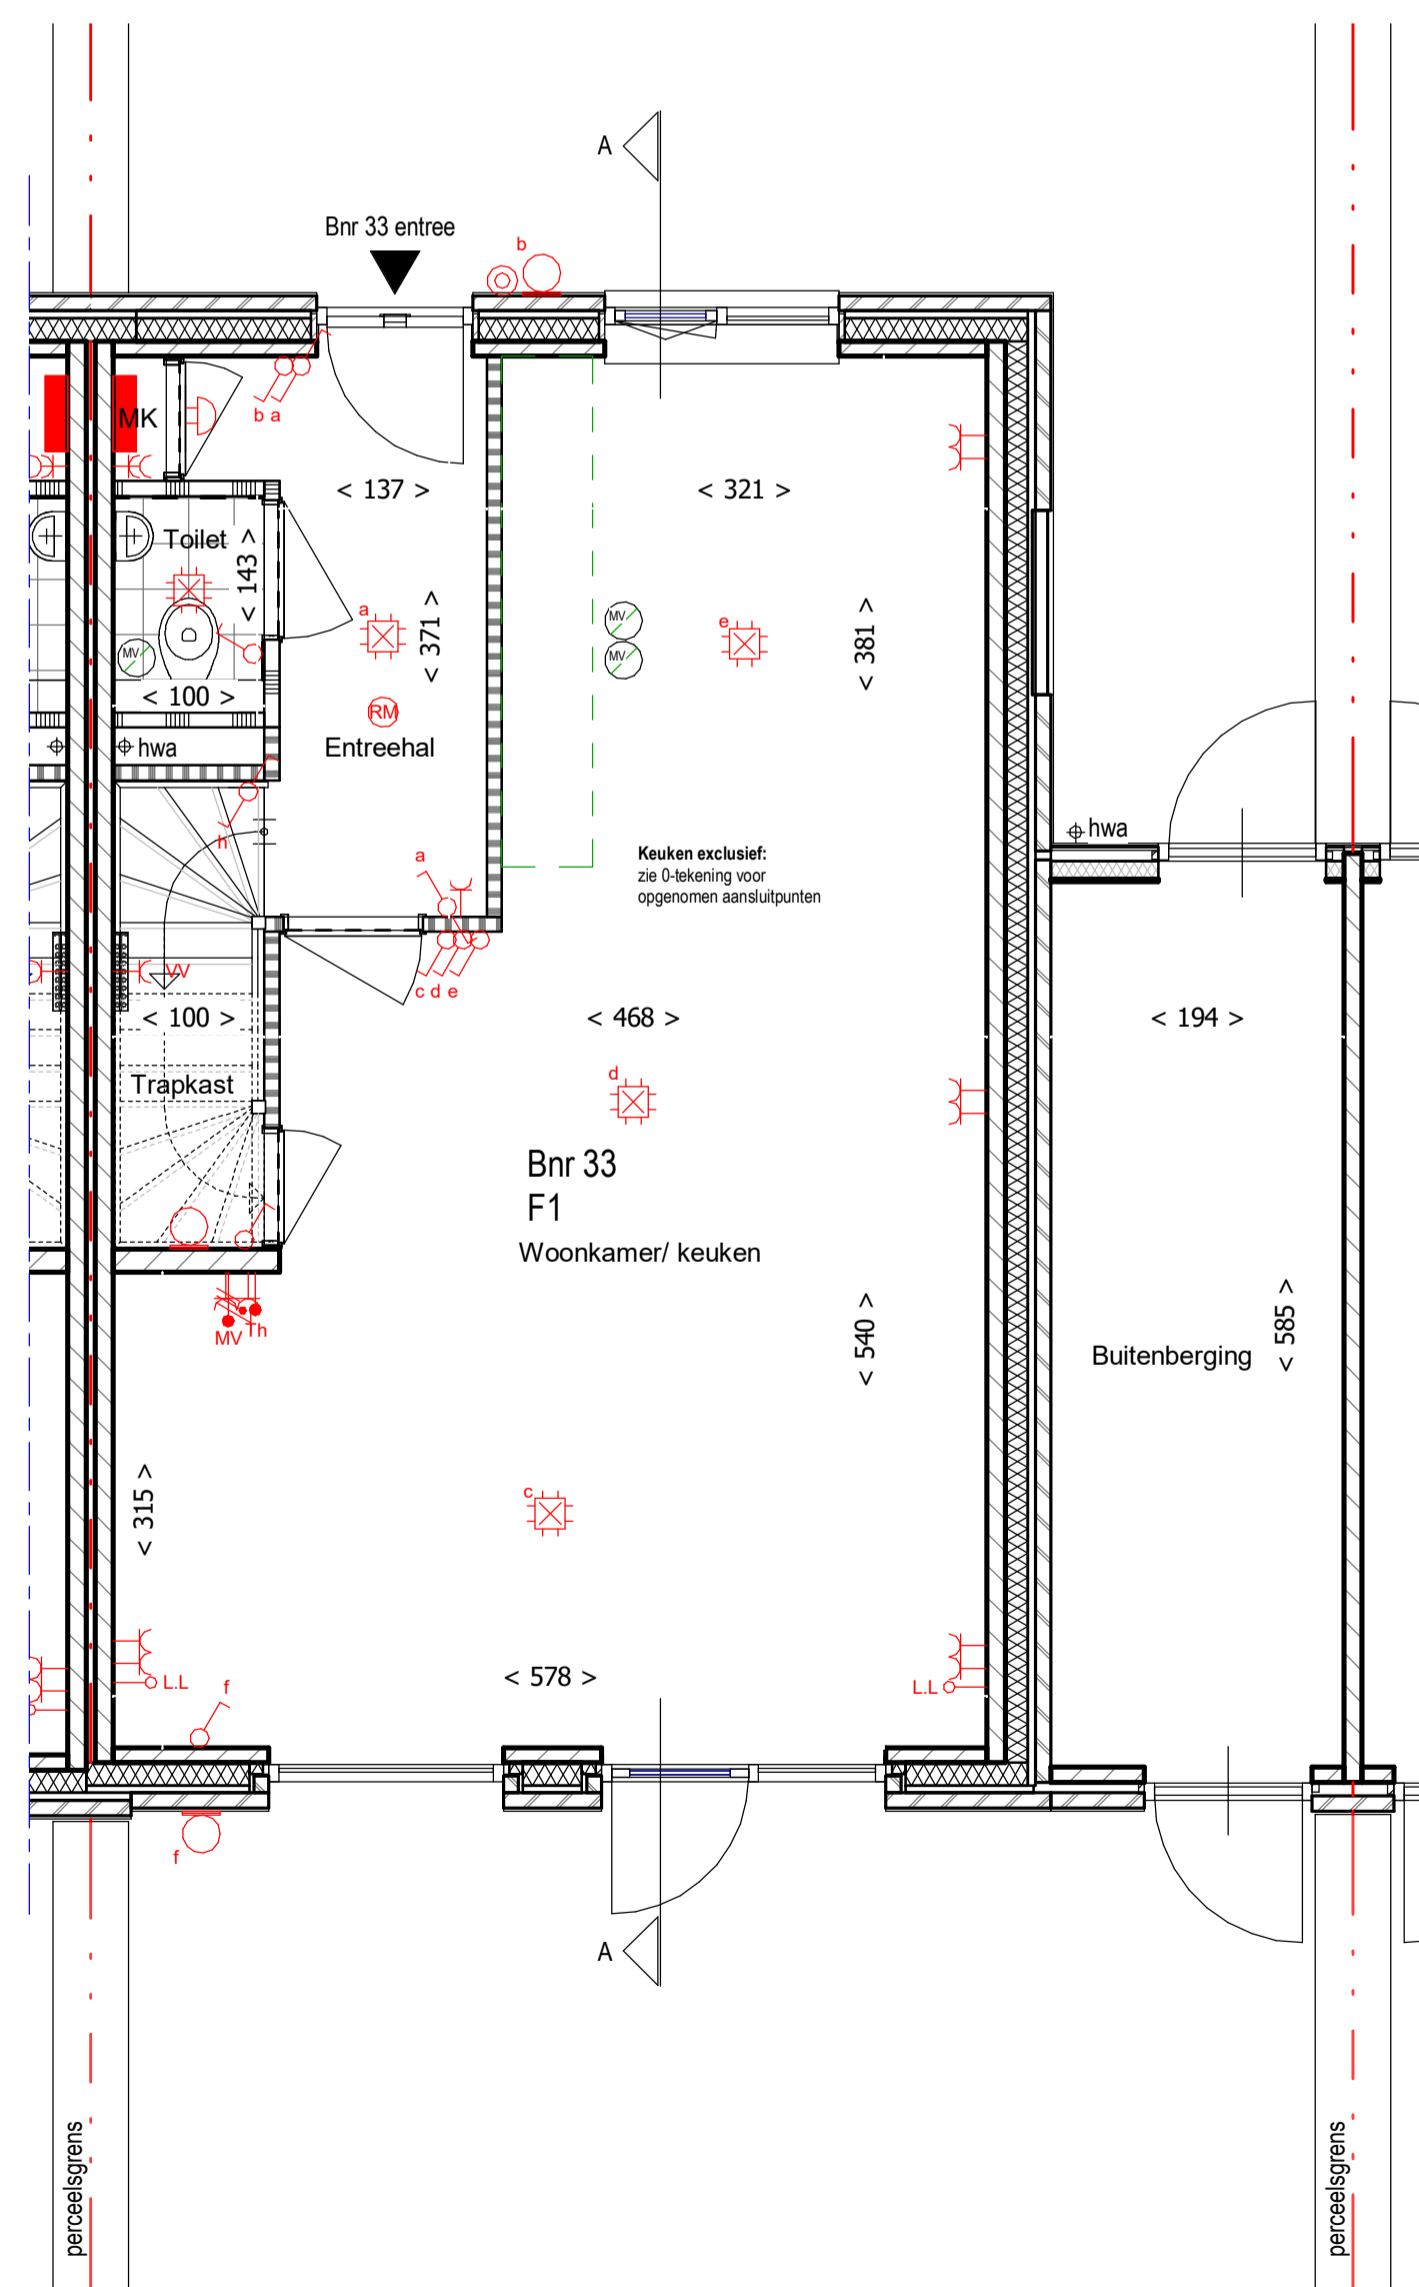 A
Bnr 33 entree
b
MK
b a
< 137 >
< 321 >
Toilet
< 143 >
a
< 371 >
MV
e
< 381 >
MV
MV
< 100 >
RM
hwa
Entreehal
h
hwa
a
Keuken exclusief:
zie 0-tekening voor
opgenomen aansluitpunten
VV
c d e
< 100 >
< 468 >
< 194 >
d
Trapkast
Bnr 33
F1
Woonkamer/ keuken
MV
Th
< 540 >
< 585 >
Buitenberging
< 315 >
c
L.L
f
< 578 >
L.L
f
A
perceelsgrens
perceelsgrens